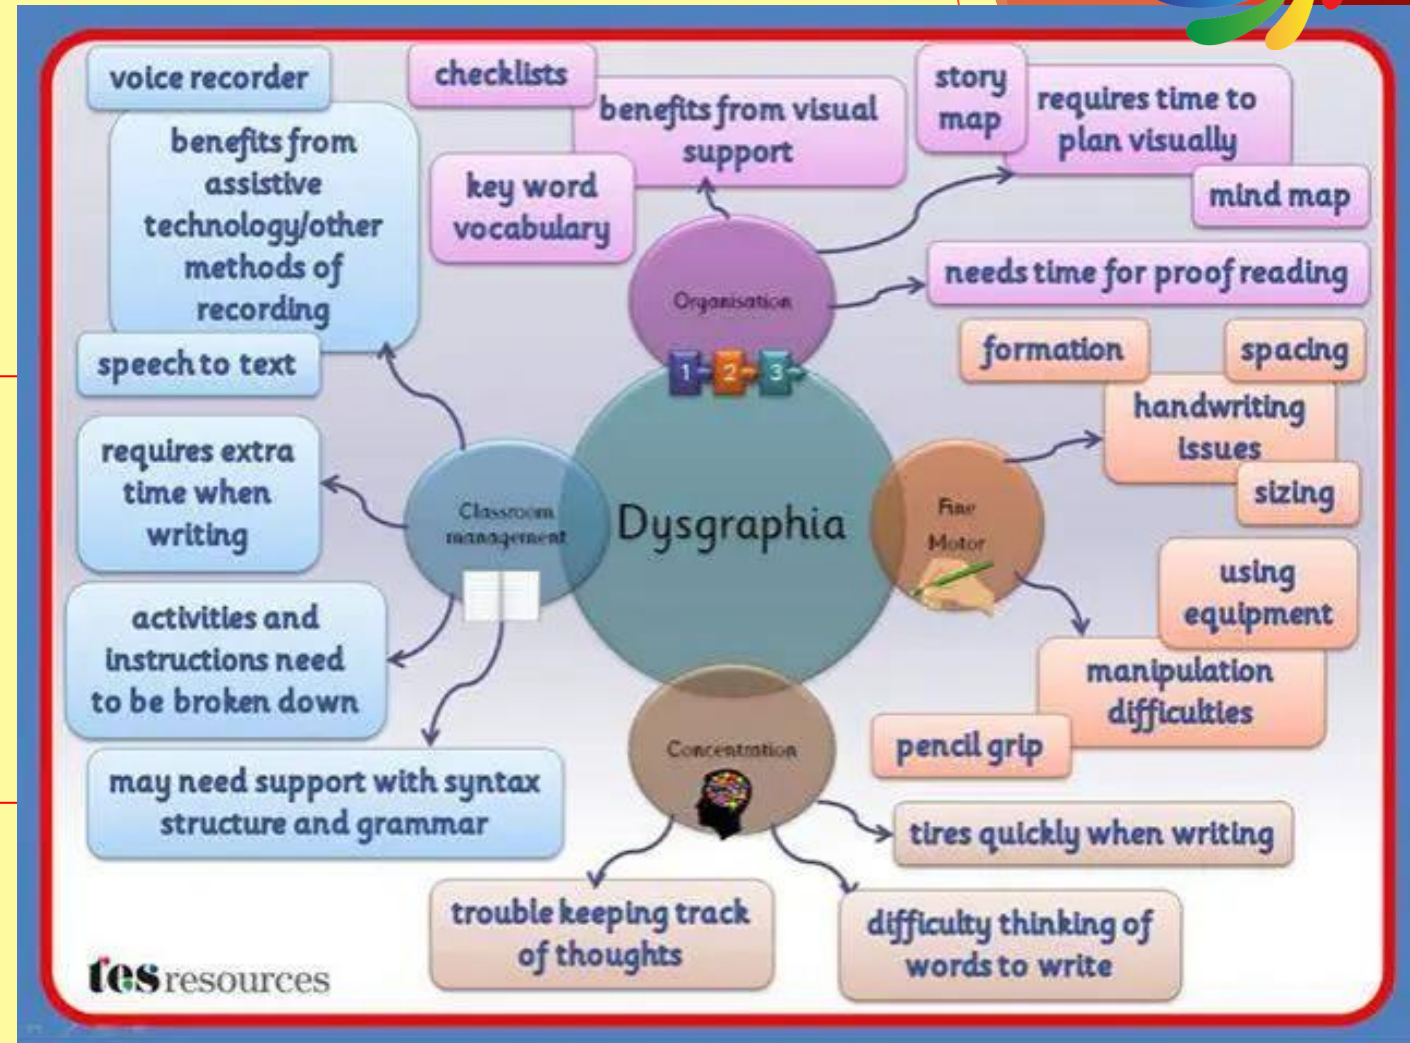 voice recorder
benefits from
assistive
technology/other
methods of
recording
speech to text
checklists
benefits from visual
support
key word
vocabulary
story
map
requires time to
plan visually
mind map
needs time for proof reading
Organisation
1 2 3
formation
spacing
handwriting
issues
sizing
requires extra
time when
writing
Classroom
management
Dysgraphia
Fine
Motor
using
equipment
manipulation
difficulties
pencil grip
activities and
instructions need
to be broken down
may need support with syntax
structure and grammar
Concentration
tires quickly when writing
trouble keeping track
of thoughts
difficulty thinking of
words to write
tes resources